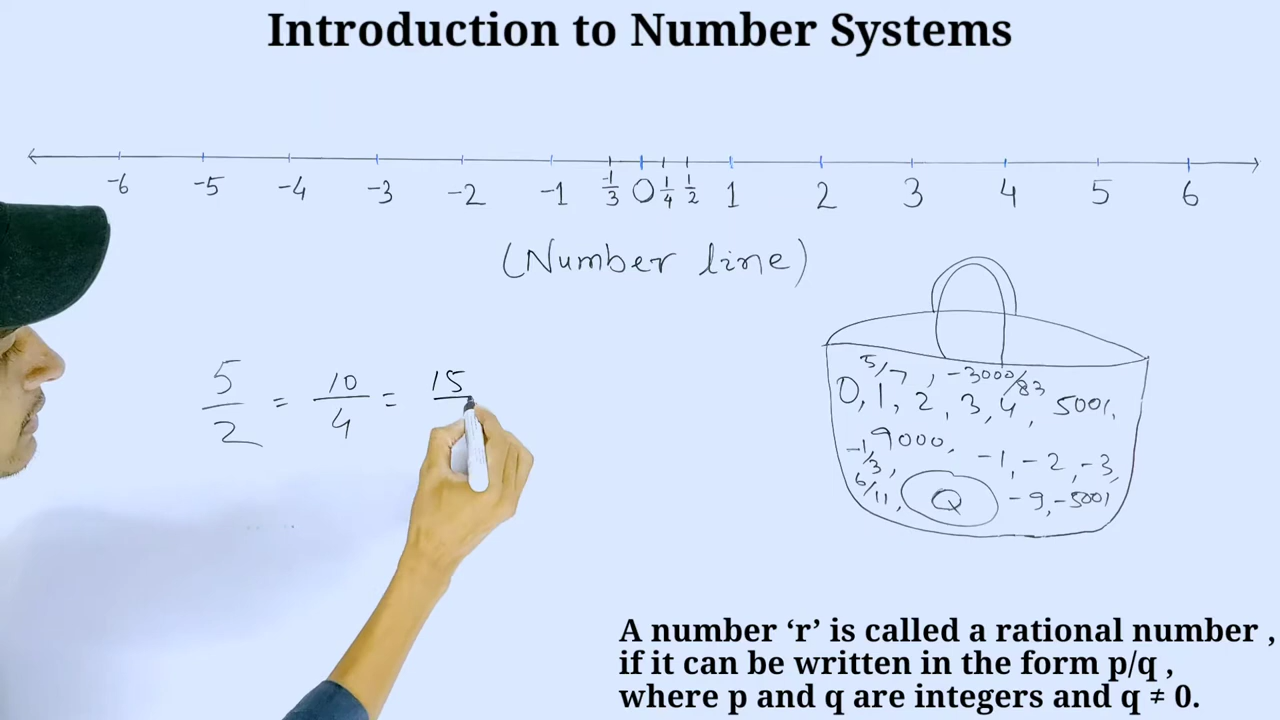 Introduction to Number Systems
-6 -5 -4 -3 -2 -1 -1/3 0 1/4 1/2 1 2 3 4 5 6
(Number line)
5/2 = 10/4 = 15
5/7, -3000/83
0, 1, 2, 3, 4, 5001,
9000, -1, -2, -3,
-1/3,
6/11, Q -9, -5001
A number ‘r’ is called a rational number ,
if it can be written in the form p/q ,
where p and q are integers and q ≠ 0.